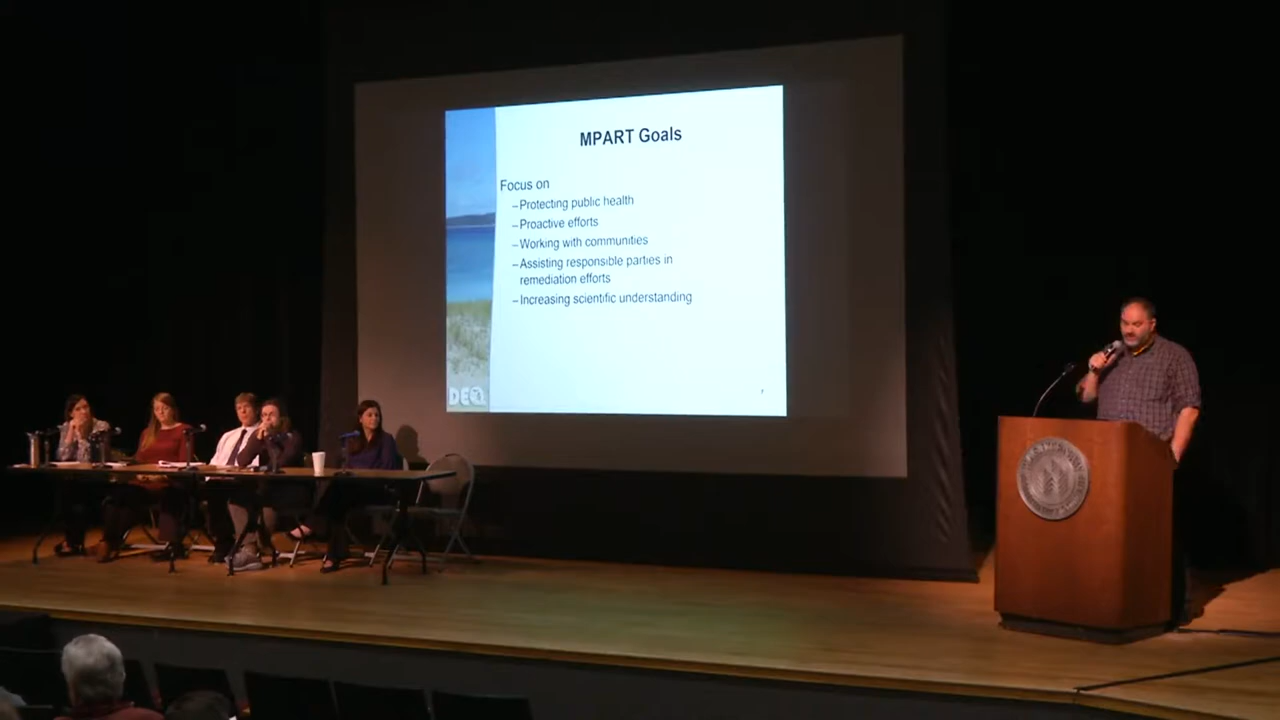 MPART Goals
Focus on
– Protecting public health
– Proactive efforts
– Working with communities
– Assisting responsible parties in
remediation efforts
– Increasing scientific understanding
DEQ